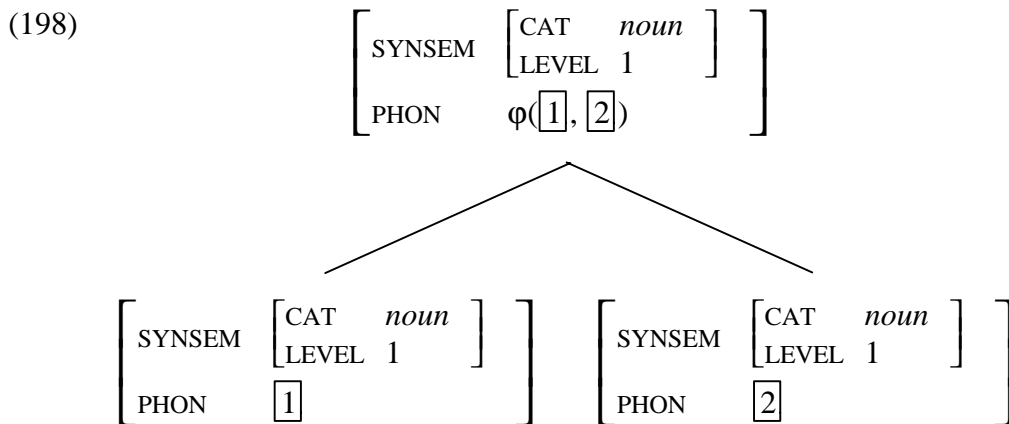 (198)
SYNSEM CAT noun
LEVEL 1
PHON φ(1, 2)
SYNSEM CAT noun
LEVEL 1
PHON 1
SYNSEM CAT noun
LEVEL 1
PHON 2